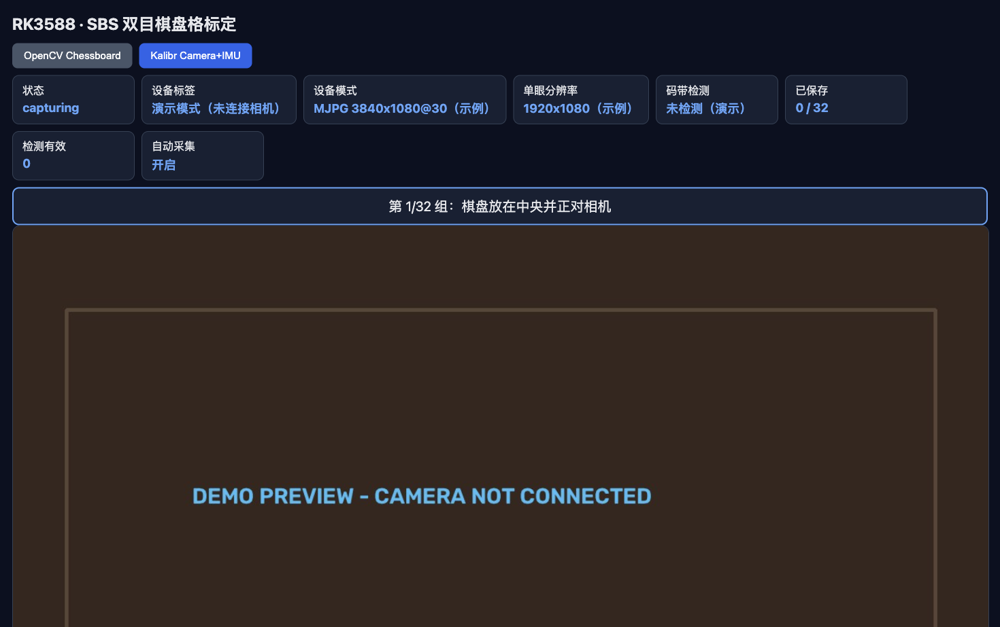 RK3588 · SBS 双目棋盘格标定
OpenCV Chessboard
Kalibr Camera+IMU
状态
capturing
设备标签
演示模式（未连接相机）
设备模式
MJPG 3840x1080@30（示例）
单眼分辨率
1920x1080（示例）
码带检测
未检测（演示）
已保存
0 / 32
检测有效
0
自动采集
开启
第 1/32 组：棋盘放在中央并正对相机
DEMO PREVIEW - CAMERA NOT CONNECTED